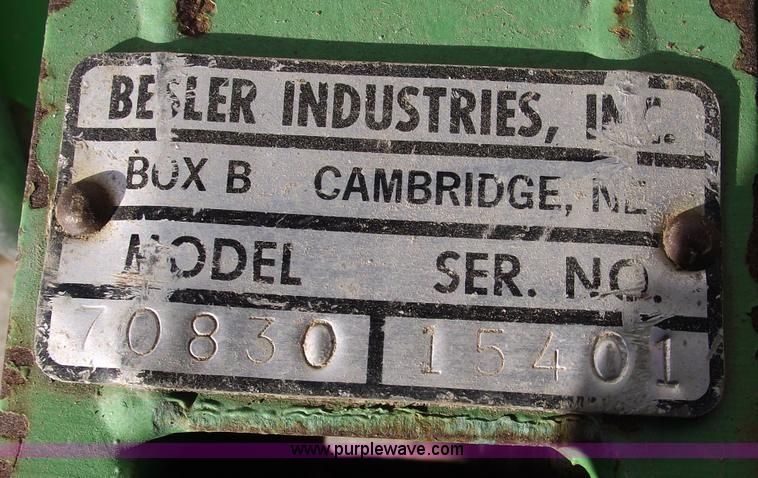 BESLER INDUSTRIES, INC.
BOX B CAMBRIDGE, NE
MODEL SER. NO.
70830 15401
www.purplewave.com